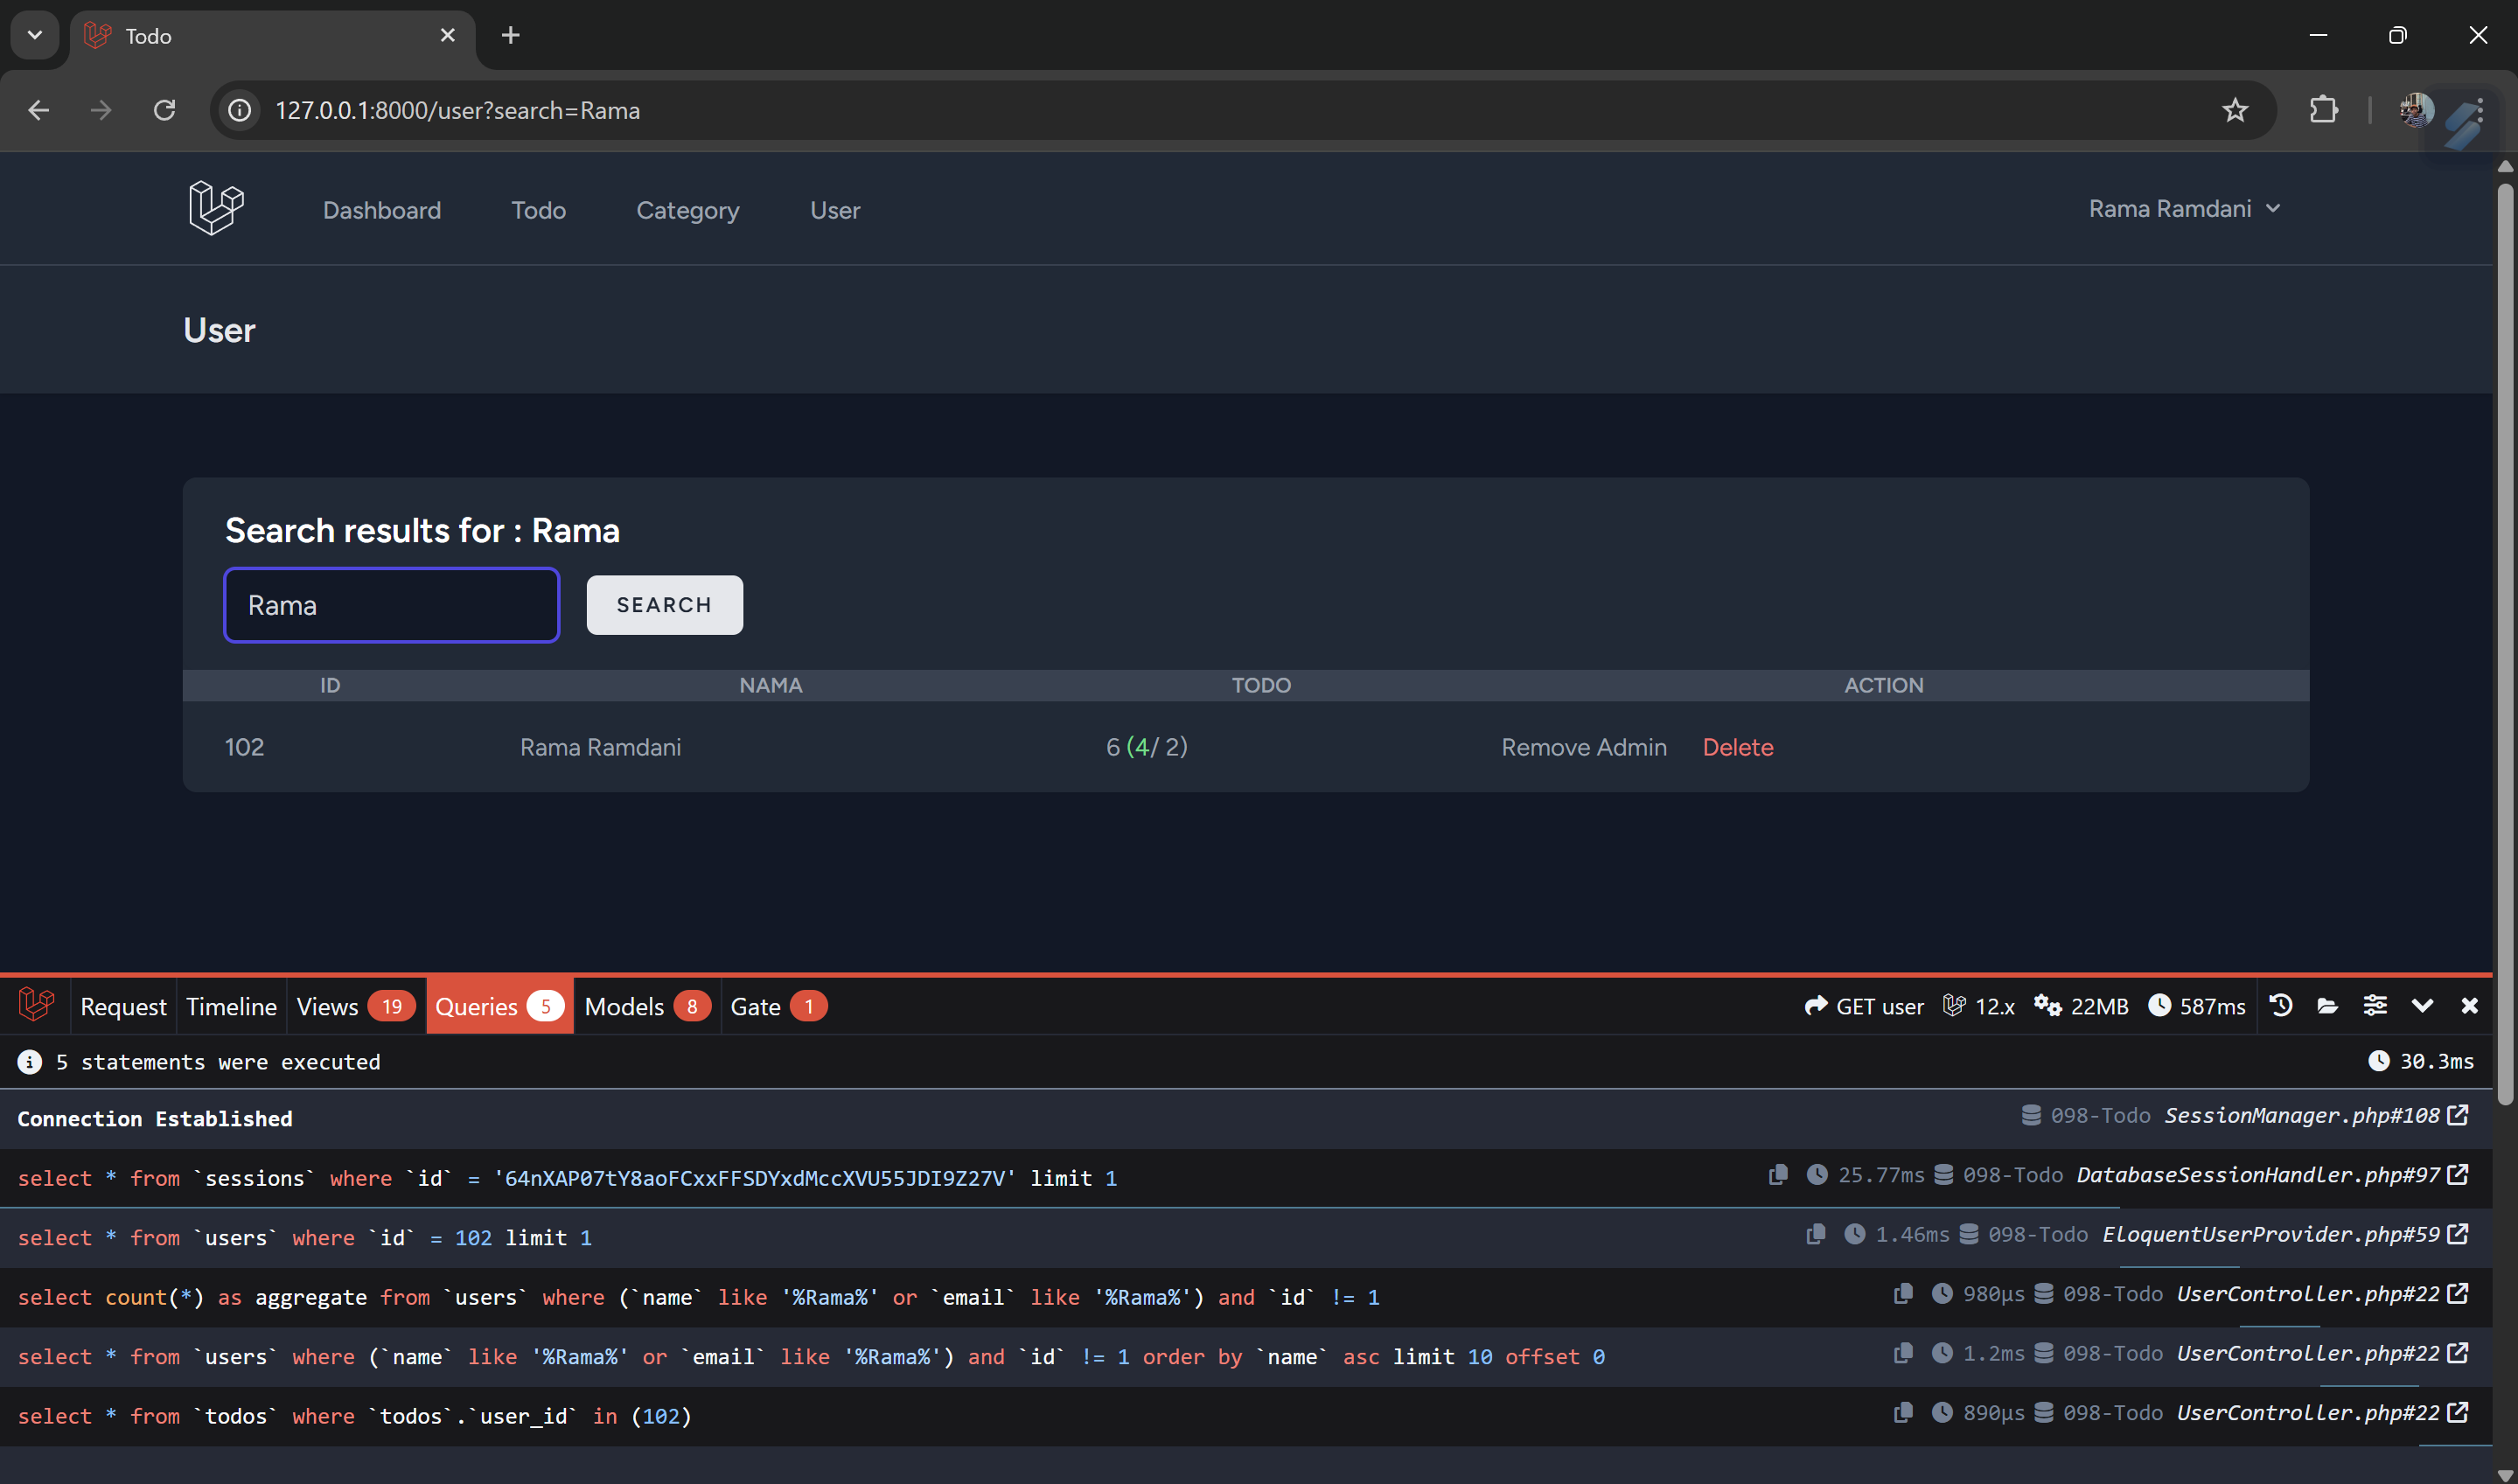 Todo
127.0.0.1:8000/user?search=Rama
Dashboard Todo Category User Rama Ramdani
User
Search results for : Rama
Rama SEARCH
ID NAMA TODO ACTION
102 Rama Ramdani 6 (4/ 2) Remove Admin Delete
Request Timeline Views 19 Queries 5 Models 8 Gate 1 GET user 12.x 22MB 587ms
5 statements were executed 30.3ms
Connection Established 098-Todo SessionManager.php#108
select * from `sessions` where `id` = '64nXAP07tY8aoFCxxFFSDYxdMccXVU55JDI9Z27V' limit 1 25.77ms 098-Todo DatabaseSessionHandler.php#97
select * from `users` where `id` = 102 limit 1 1.46ms 098-Todo EloquentUserProvider.php#59
select count(*) as aggregate from `users` where (`name` like '%Rama%' or `email` like '%Rama%') and `id` != 1 980μs 098-Todo UserController.php#22
select * from `users` where (`name` like '%Rama%' or `email` like '%Rama%') and `id` != 1 order by `name` asc limit 10 offset 0 1.2ms 098-Todo UserController.php#22
select * from `todos` where `todos`.`user_id` in (102) 890μs 098-Todo UserController.php#22